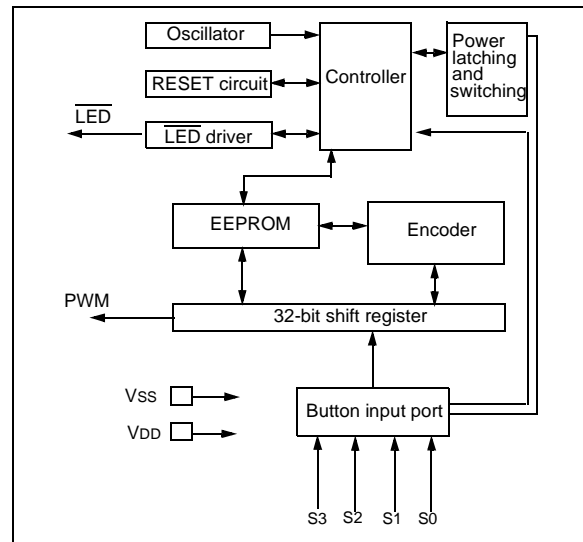 Oscillator
RESET circuit
LED
LED driver
Controller
Power
latching
and
switching
EEPROM
Encoder
PWM
32-bit shift register
VSS
VDD
Button input port
S3 S2 S1 S0